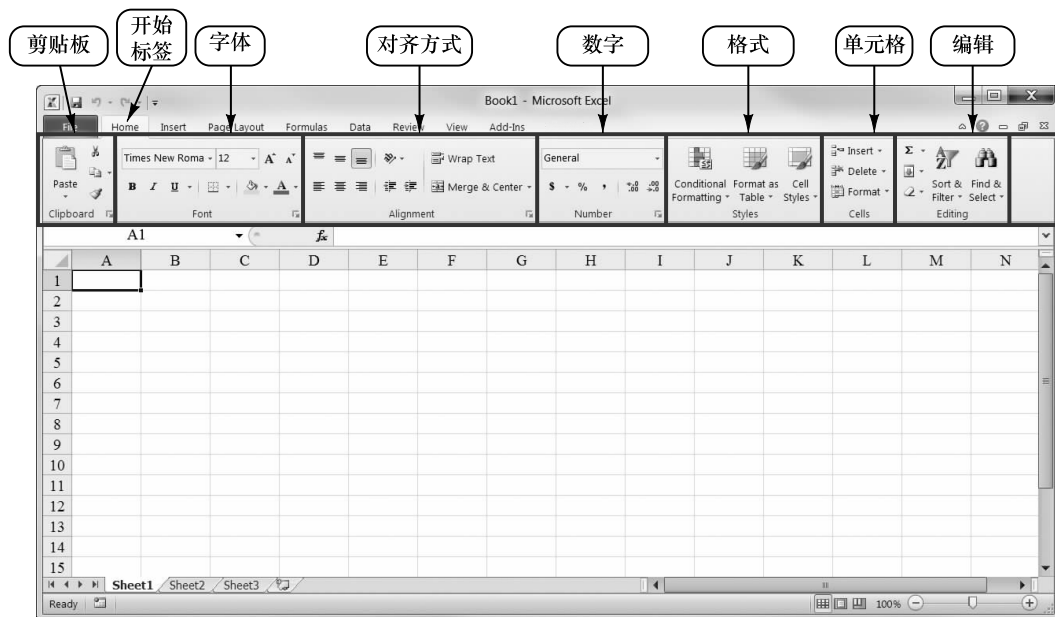 剪贴板
开始
标签
字体
对齐方式
数字
格式
单元格
编辑
Book1 - Microsoft Excel
File Home Insert Page Layout Formulas Data Review View Add-Ins
Paste
Clipboard
Times New Roma 12
B I U A
Font
Wrap Text
Merge & Center
Alignment
General
$ % ,
Number
Conditional Formatting
Format as Table
Cell Styles
Styles
Insert
Delete
Format
Cells
Σ
Sort & Filter
Find & Select
Editing
A1 fx
A B C D E F G H I J K L M N
1
2
3
4
5
6
7
8
9
10
11
12
13
14
15
Sheet1 Sheet2 Sheet3
Ready 100%